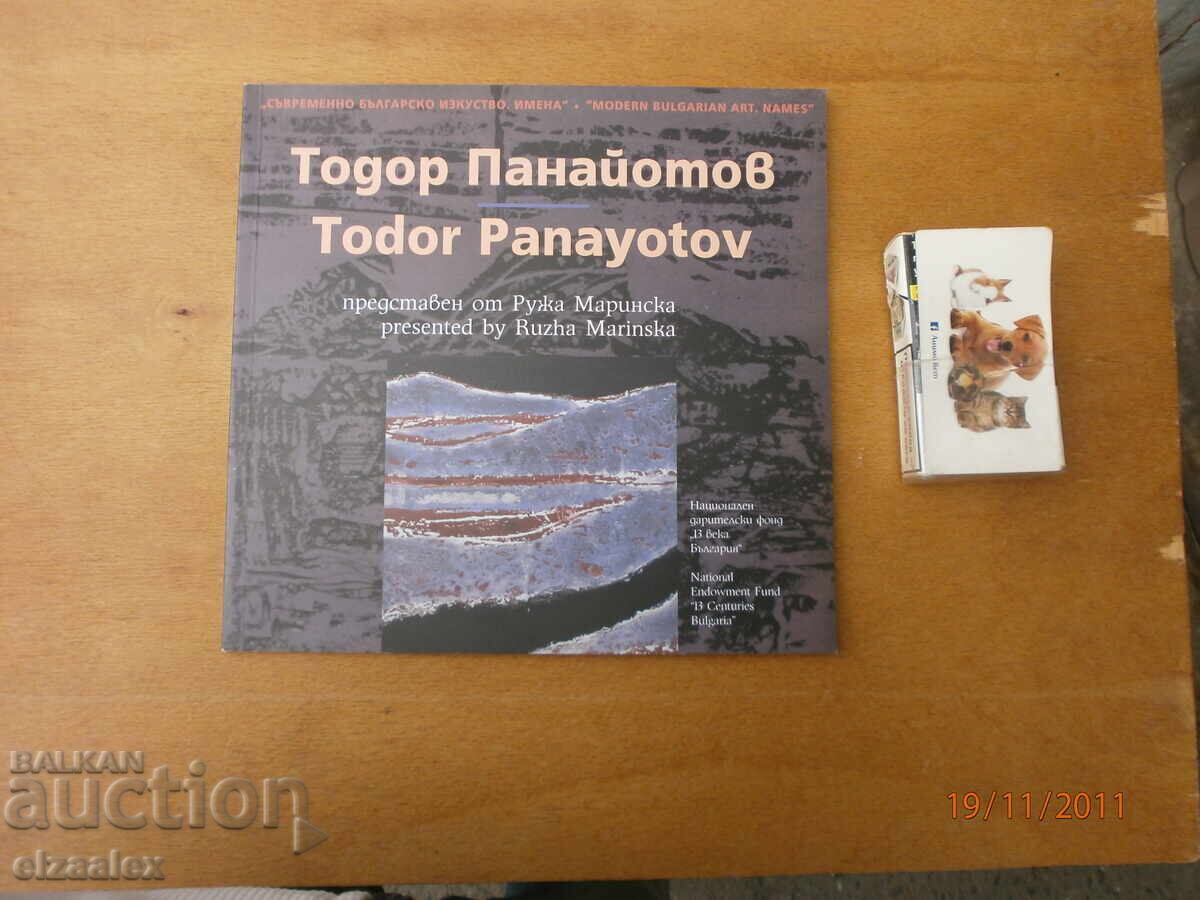 „СЪВРЕМЕННО БЪЛГАРСКО ИЗКУСТВО. ИМЕНА“ • "MODERN BULGARIAN ART. NAMES"
Тодор Панайотов
Todor Panayotov
представен от Ружа Маринска
presented by Ruzha Marinska
Национален
дарителски фонд
„13 века
България“
National
Endowment Fund
"13 Centuries
Bulgaria"
BALKAN
auction
elzaalex
19/11/2011